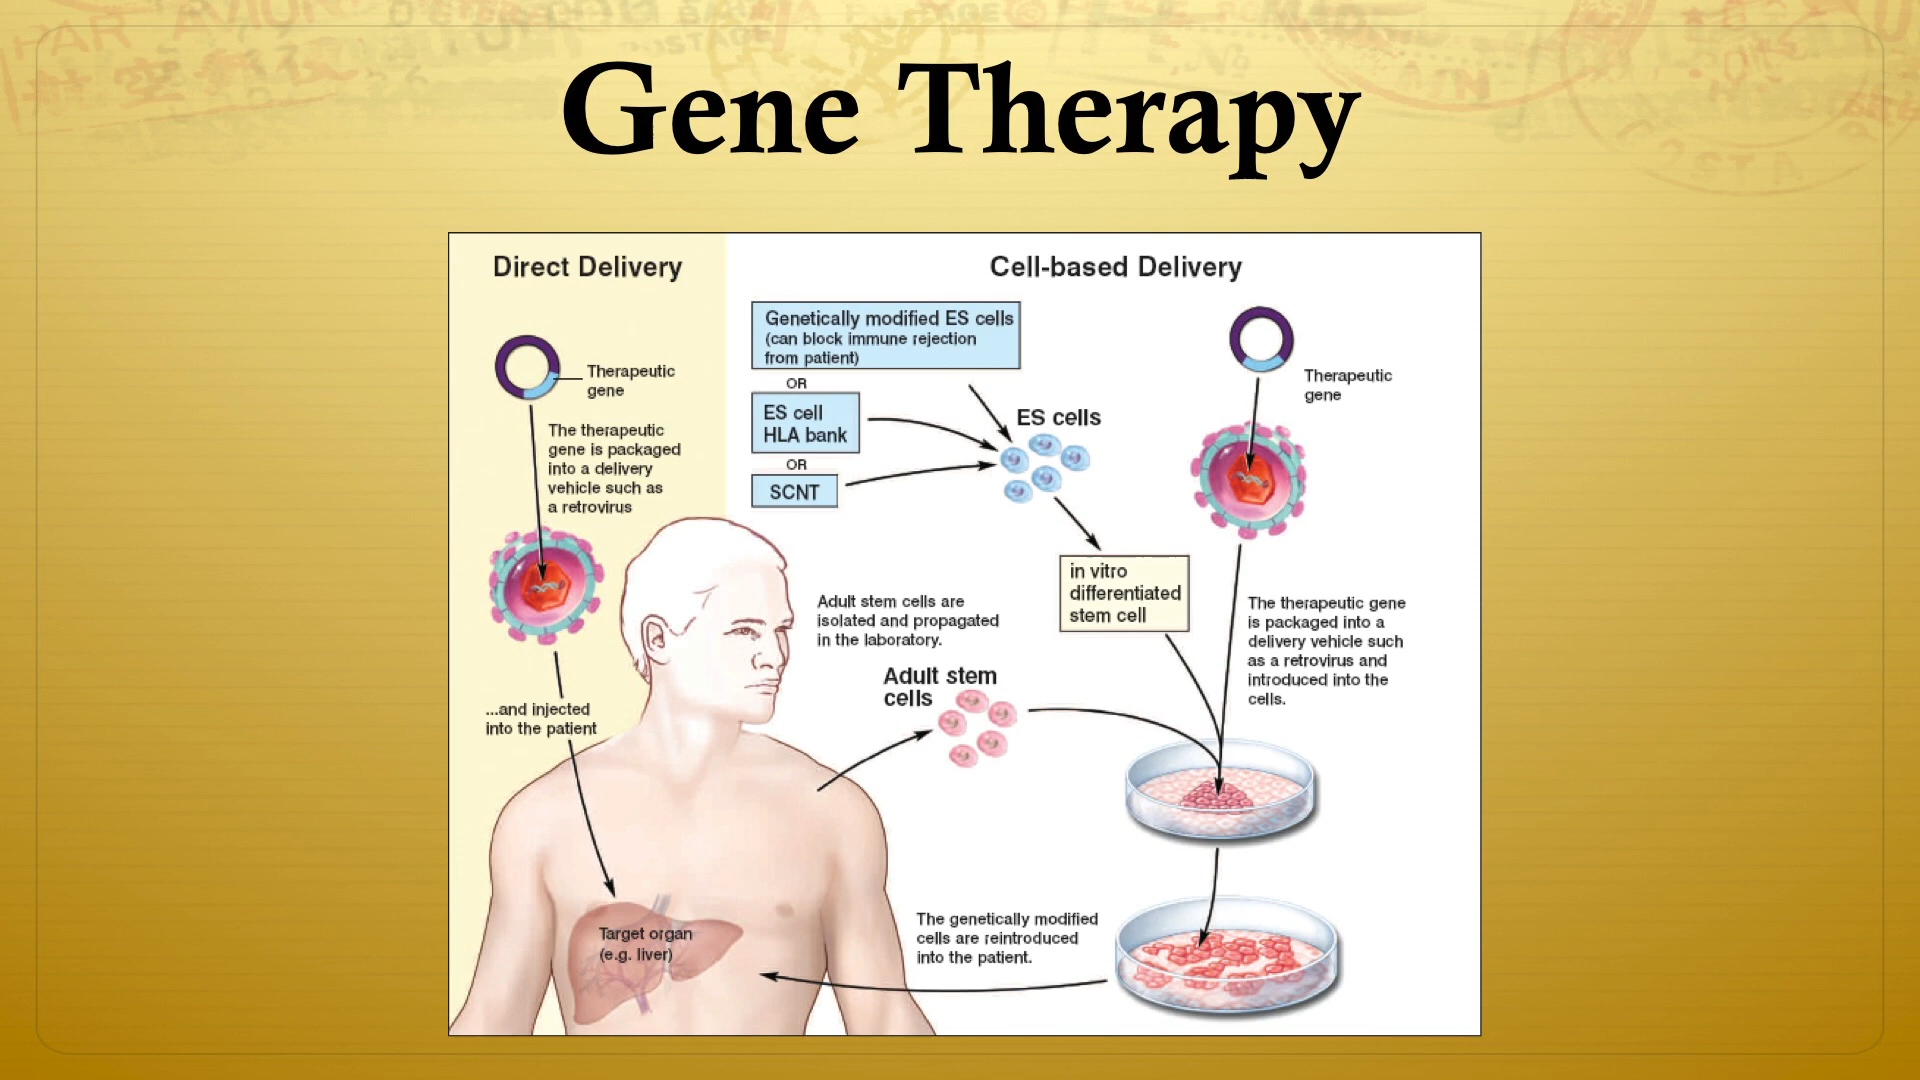 Gene Therapy
Direct Delivery
Therapeutic
gene
The therapeutic
gene is packaged
into a delivery
vehicle such as
a retrovirus
...and injected
into the patient
Target organ
(e.g. liver)
Cell-based Delivery
Genetically modified ES cells
(can block immune rejection
from patient)
OR
ES cell
HLA bank
OR
SCNT
ES cells
in vitro
differentiated
stem cell
Adult stem cells are
isolated and propagated
in the laboratory.
Adult stem
cells
Therapeutic
gene
The therapeutic gene
is packaged into a
delivery vehicle such
as a retrovirus and
introduced into the
cells.
The genetically modified
cells are reintroduced
into the patient.